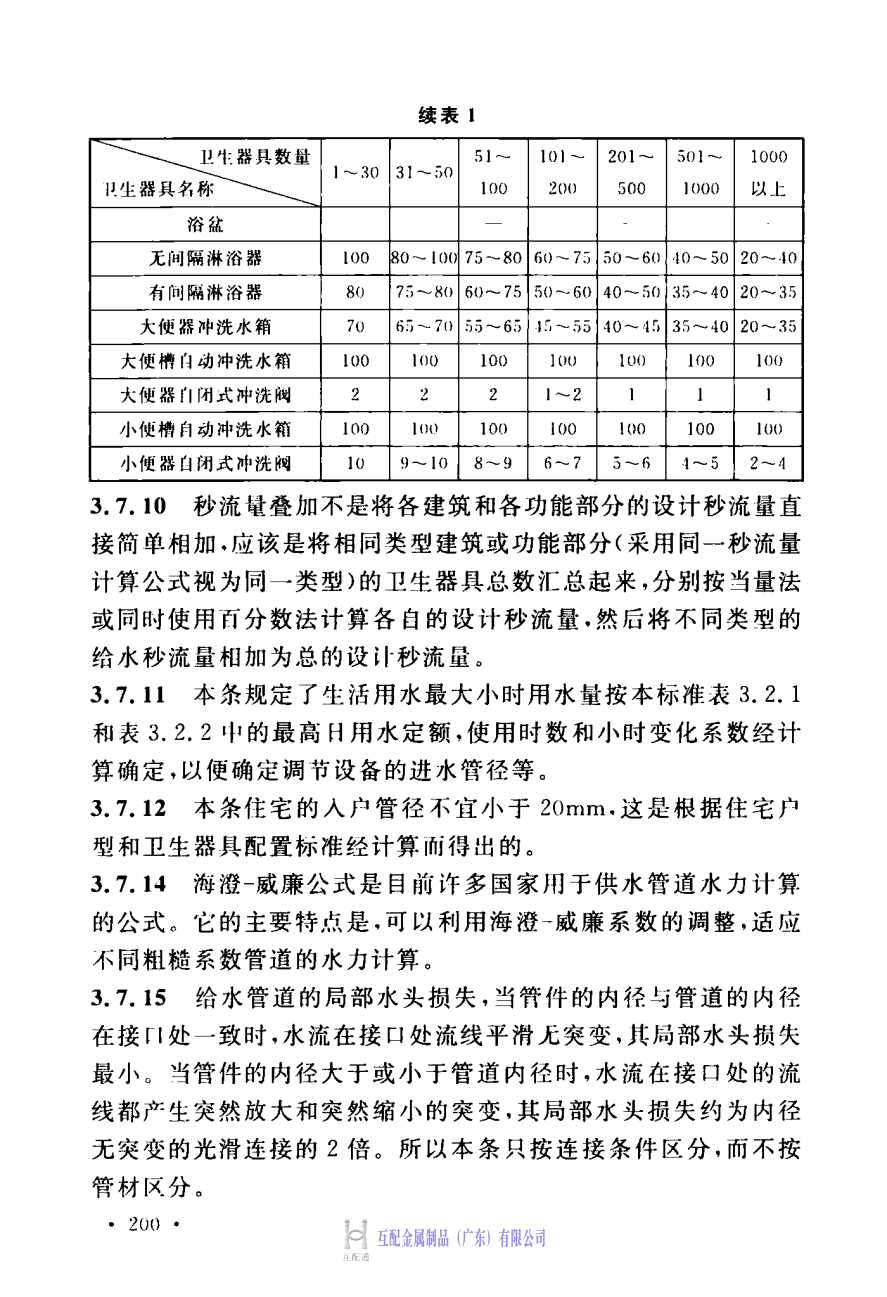 续表 1
卫生器具数量 1～30 31～50 51～100 101～200 201～500 501～1000 1000以上
卫生器具名称
浴盆 — - -
无间隔淋浴器 100 80～100 75～80 60～75 50～60 40～50 20～40
有间隔淋浴器 80 75～80 60～75 50～60 40～50 35～40 20～35
大便器冲洗水箱 70 65～70 55～65 45～55 40～45 35～40 20～35
大便槽自动冲洗水箱 100 100 100 100 100 100 100
大便器自闭式冲洗阀 2 2 2 1～2 1 1 1
小便槽自动冲洗水箱 100 100 100 100 100 100 100
小便器自闭式冲洗阀 10 9～10 8～9 6～7 5～6 4～5 2～4
3.7.10 秒流量叠加不是将各建筑和各功能部分的设计秒流量直
接简单相加,应该是将相同类型建筑或功能部分(采用同一秒流量
计算公式视为同一类型)的卫生器具总数汇总起来,分别按当量法
或同时使用百分数法计算各自的设计秒流量,然后将不同类型的
给水秒流量相加为总的设计秒流量。
3.7.11 本条规定了生活用水最大小时用水量按本标准表 3.2.1
和表 3.2.2 中的最高日用水定额,使用时数和小时变化系数经计
算确定,以便确定调节设备的进水管径等。
3.7.12 本条住宅的入户管径不宜小于 20mm,这是根据住宅户
型和卫生器具配置标准经计算而得出的。
3.7.14 海澄-威廉公式是目前许多国家用于供水管道水力计算
的公式。它的主要特点是,可以利用海澄-威廉系数的调整,适应
不同粗糙系数管道的水力计算。
3.7.15 给水管道的局部水头损失,当管件的内径与管道的内径
在接口处一致时,水流在接口处流线平滑无突变,其局部水头损失
最小。当管件的内径大于或小于管道内径时,水流在接口处的流
线都产生突然放大和突然缩小的突变,其局部水头损失约为内径
无突变的光滑连接的 2 倍。所以本条只按连接条件区分,而不按
管材区分。
• 200 •
互配通 互配金属制品（广东）有限公司